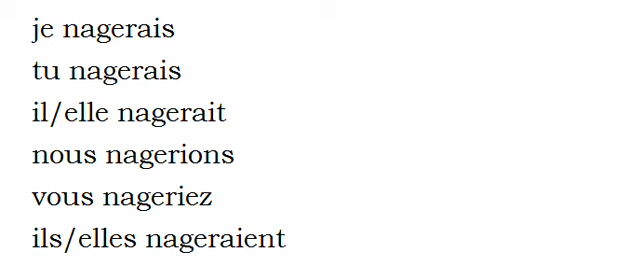 je nagerais
tu nagerais
il/elle nagerait
nous nagerions
vous nageriez
ils/elles nageraient